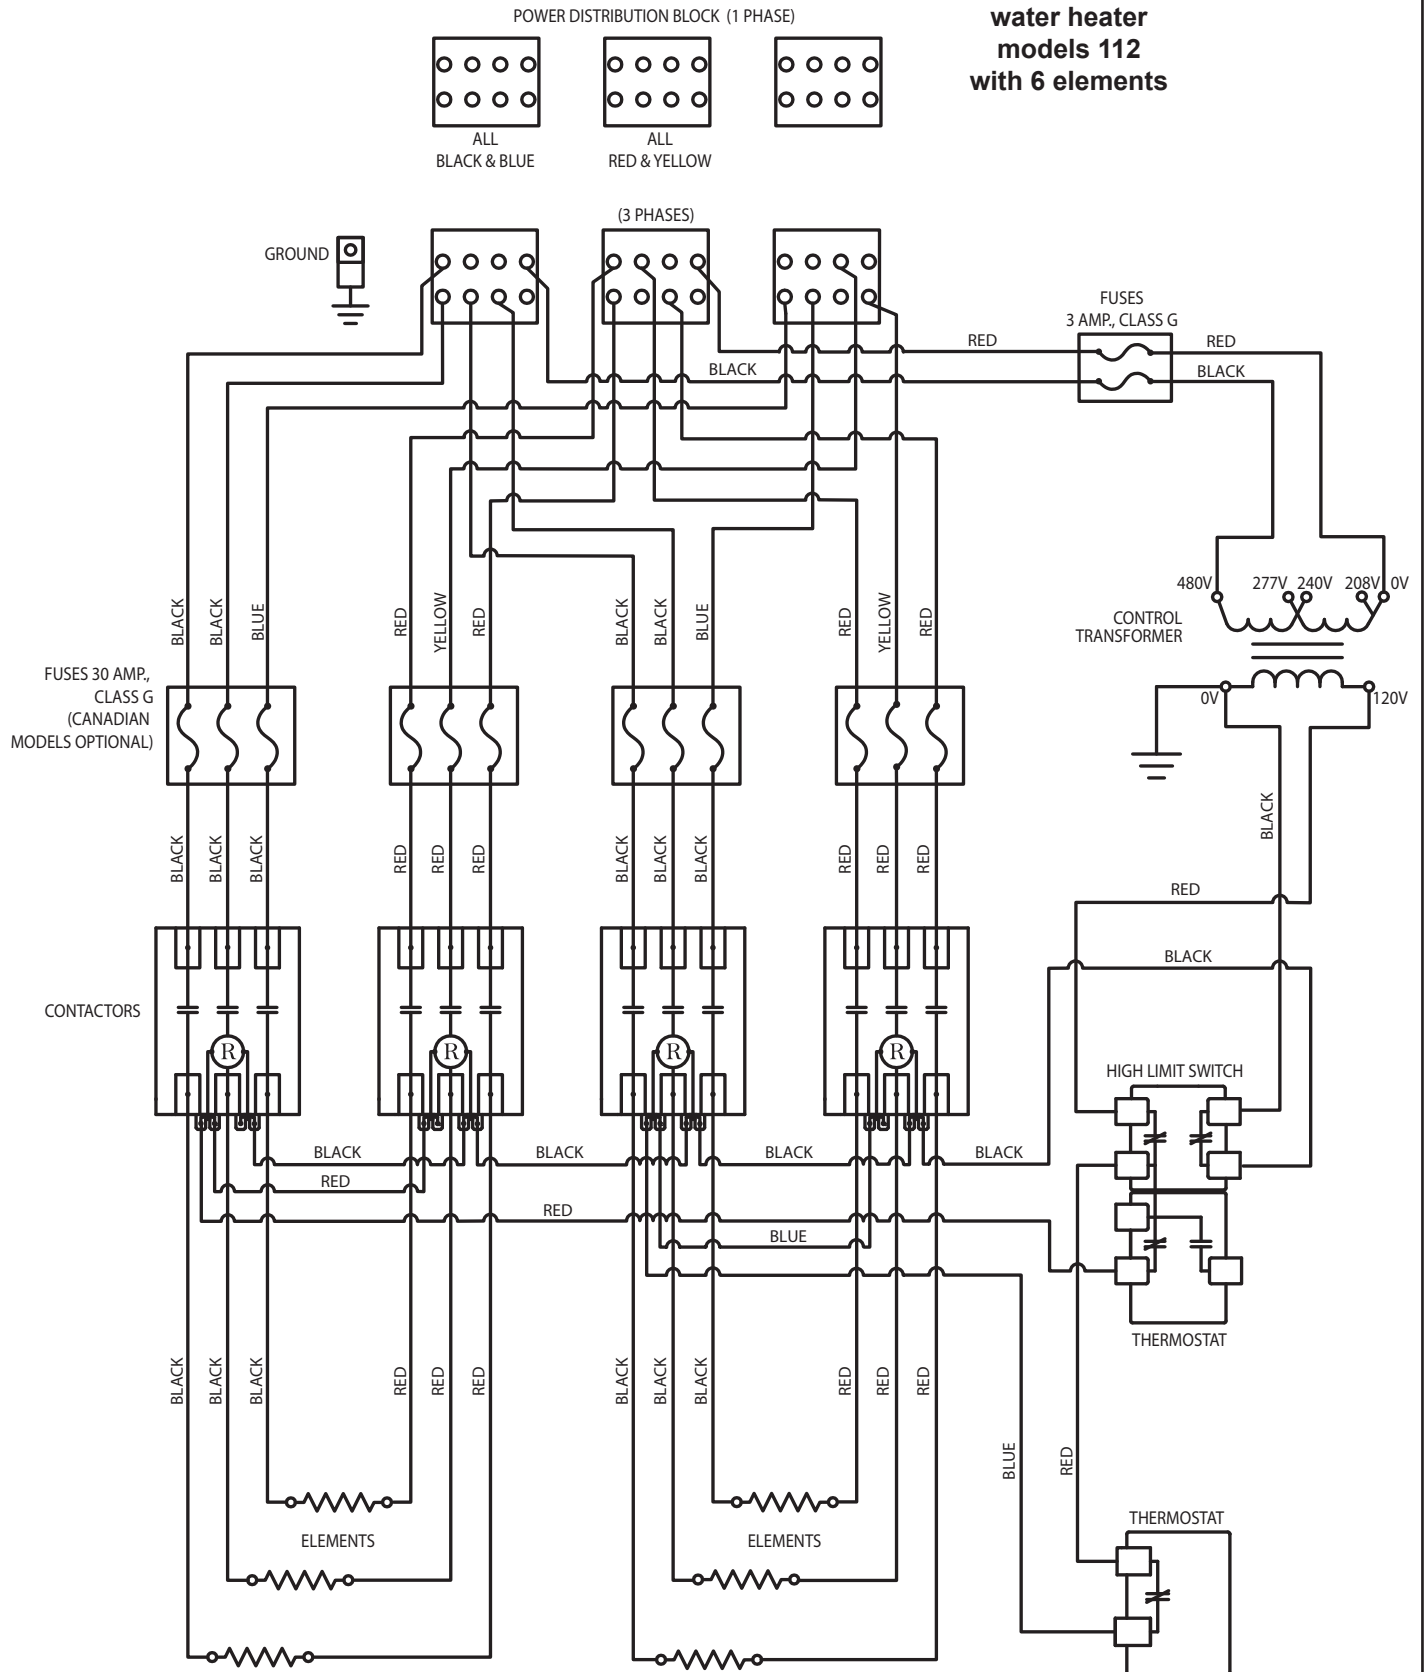 POWER DISTRIBUTION BLOCK (1 PHASE)
water heater
models 112
with 6 elements
ALL
BLACK & BLUE
ALL
RED & YELLOW
(3 PHASES)
GROUND
FUSES
3 AMP., CLASS G
RED
RED
BLACK
BLACK
480V
277V
240V
208V
0V
CONTROL
TRANSFORMER
0V
120V
BLACK
BLACK
BLUE
RED
YELLOW
RED
BLACK
BLACK
BLUE
RED
YELLOW
RED
FUSES 30 AMP.,
CLASS G
(CANADIAN
MODELS OPTIONAL)
BLACK
BLACK
BLACK
BLACK
RED
RED
RED
BLACK
BLACK
BLACK
RED
RED
RED
RED
BLACK
CONTACTORS
R
R
R
R
HIGH LIMIT SWITCH
BLACK
BLACK
BLACK
BLACK
RED
RED
BLUE
THERMOSTAT
BLACK
BLACK
BLACK
RED
RED
RED
BLACK
BLACK
BLACK
RED
RED
RED
BLUE
RED
THERMOSTAT
ELEMENTS
ELEMENTS